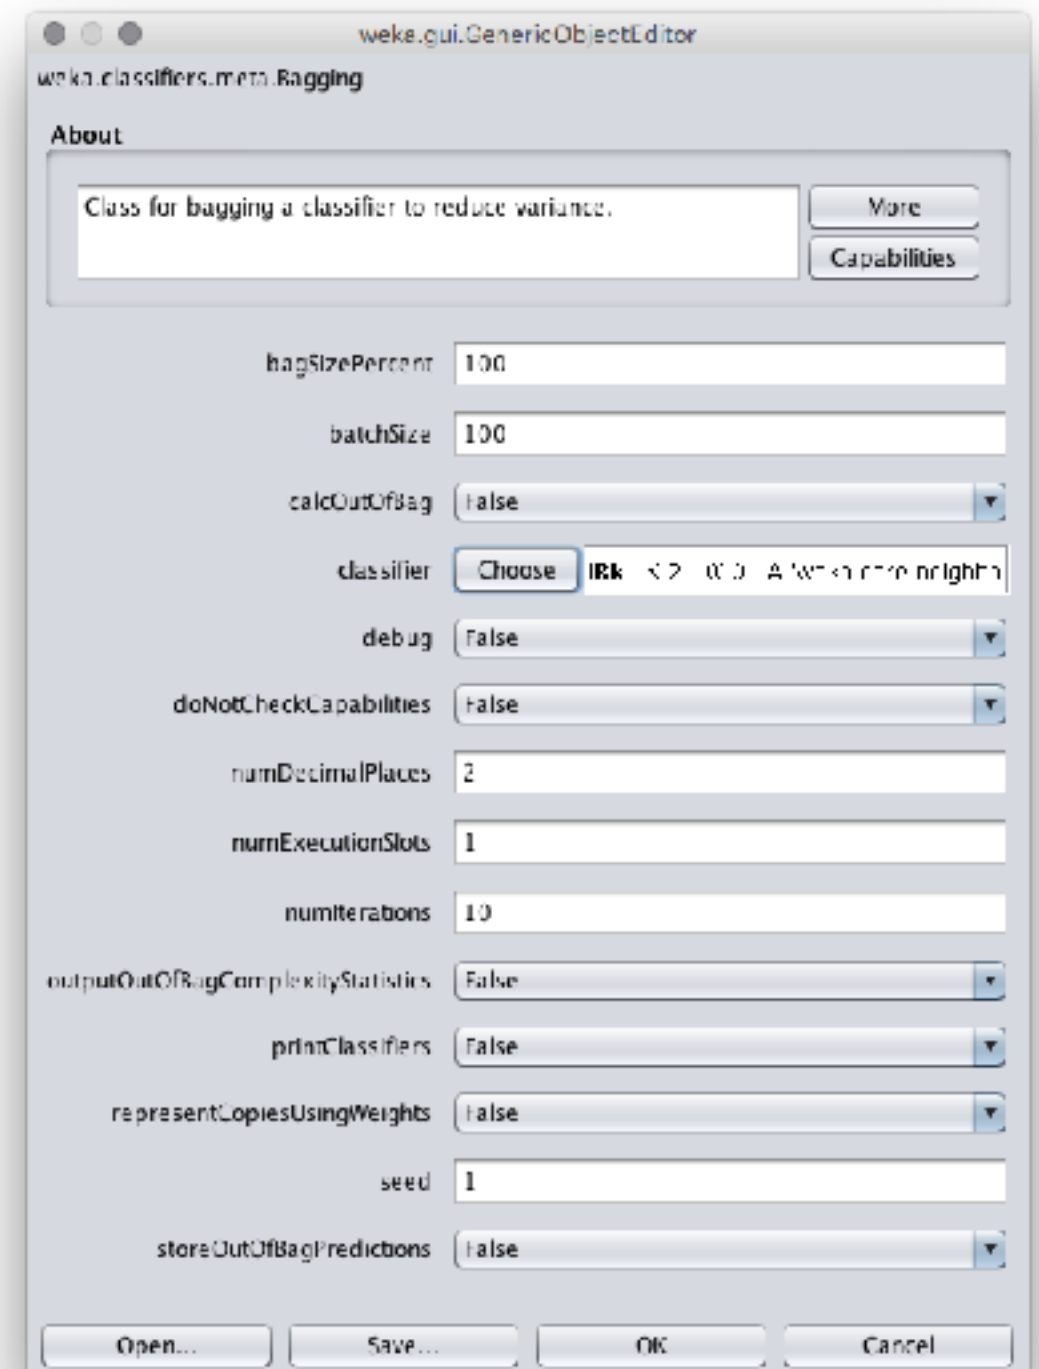 weka.gui.GenericObjectEditor
weka.classifiers.meta.Bagging
About
Class for bagging a classifier to reduce variance.
More
Capabilities
bagSizePercent 100
batchSize 100
calcOutOfBag False
classifier Choose IBk
debug False
doNotCheckCapabilities False
numDecimalPlaces 2
numExecutionSlots 1
numIterations 10
outputOutOfBagComplexityStatistics False
printClassifiers False
representCopiesUsingWeights False
seed 1
storeOutOfBagPredictions False
Open... Save... OK Cancel